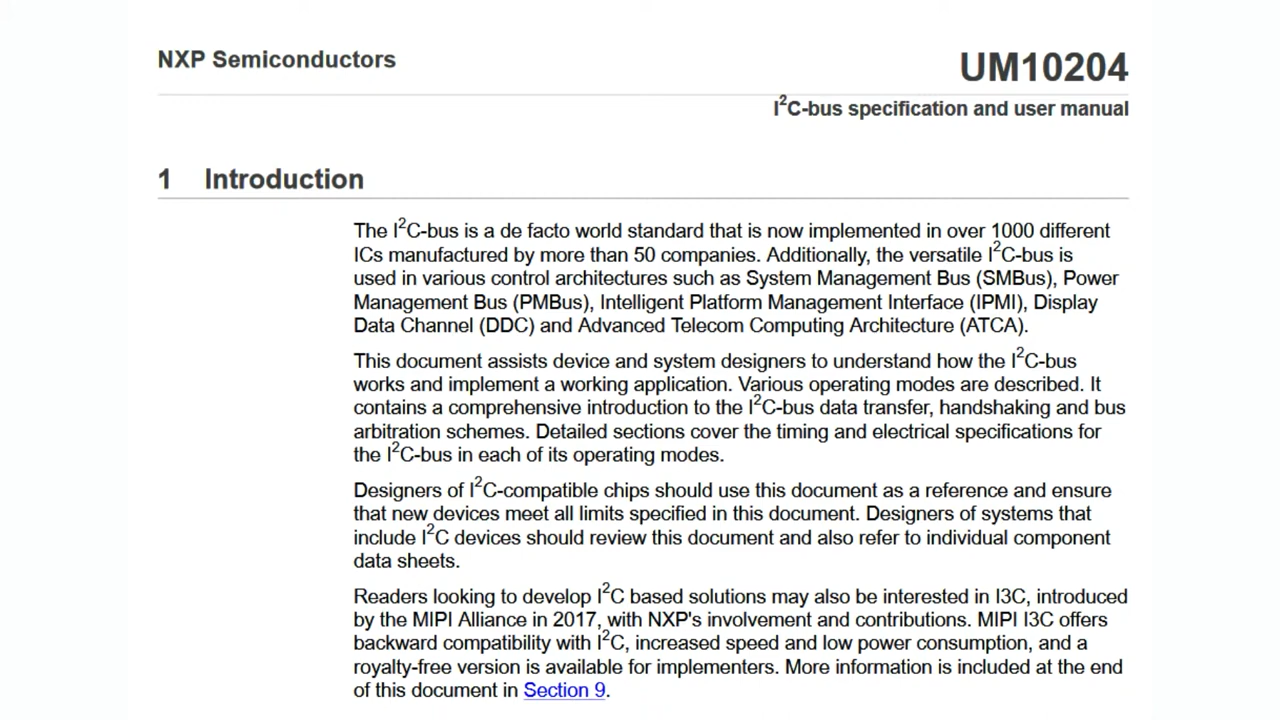 NXP Semiconductors
UM10204
I²C-bus specification and user manual
1 Introduction
The I²C-bus is a de facto world standard that is now implemented in over 1000 different
ICs manufactured by more than 50 companies. Additionally, the versatile I²C-bus is
used in various control architectures such as System Management Bus (SMBus), Power
Management Bus (PMBus), Intelligent Platform Management Interface (IPMI), Display
Data Channel (DDC) and Advanced Telecom Computing Architecture (ATCA).
This document assists device and system designers to understand how the I²C-bus
works and implement a working application. Various operating modes are described. It
contains a comprehensive introduction to the I²C-bus data transfer, handshaking and bus
arbitration schemes. Detailed sections cover the timing and electrical specifications for
the I²C-bus in each of its operating modes.
Designers of I²C-compatible chips should use this document as a reference and ensure
that new devices meet all limits specified in this document. Designers of systems that
include I²C devices should review this document and also refer to individual component
data sheets.
Readers looking to develop I²C based solutions may also be interested in I3C, introduced
by the MIPI Alliance in 2017, with NXP's involvement and contributions. MIPI I3C offers
backward compatibility with I²C, increased speed and low power consumption, and a
royalty-free version is available for implementers. More information is included at the end
of this document in Section 9.